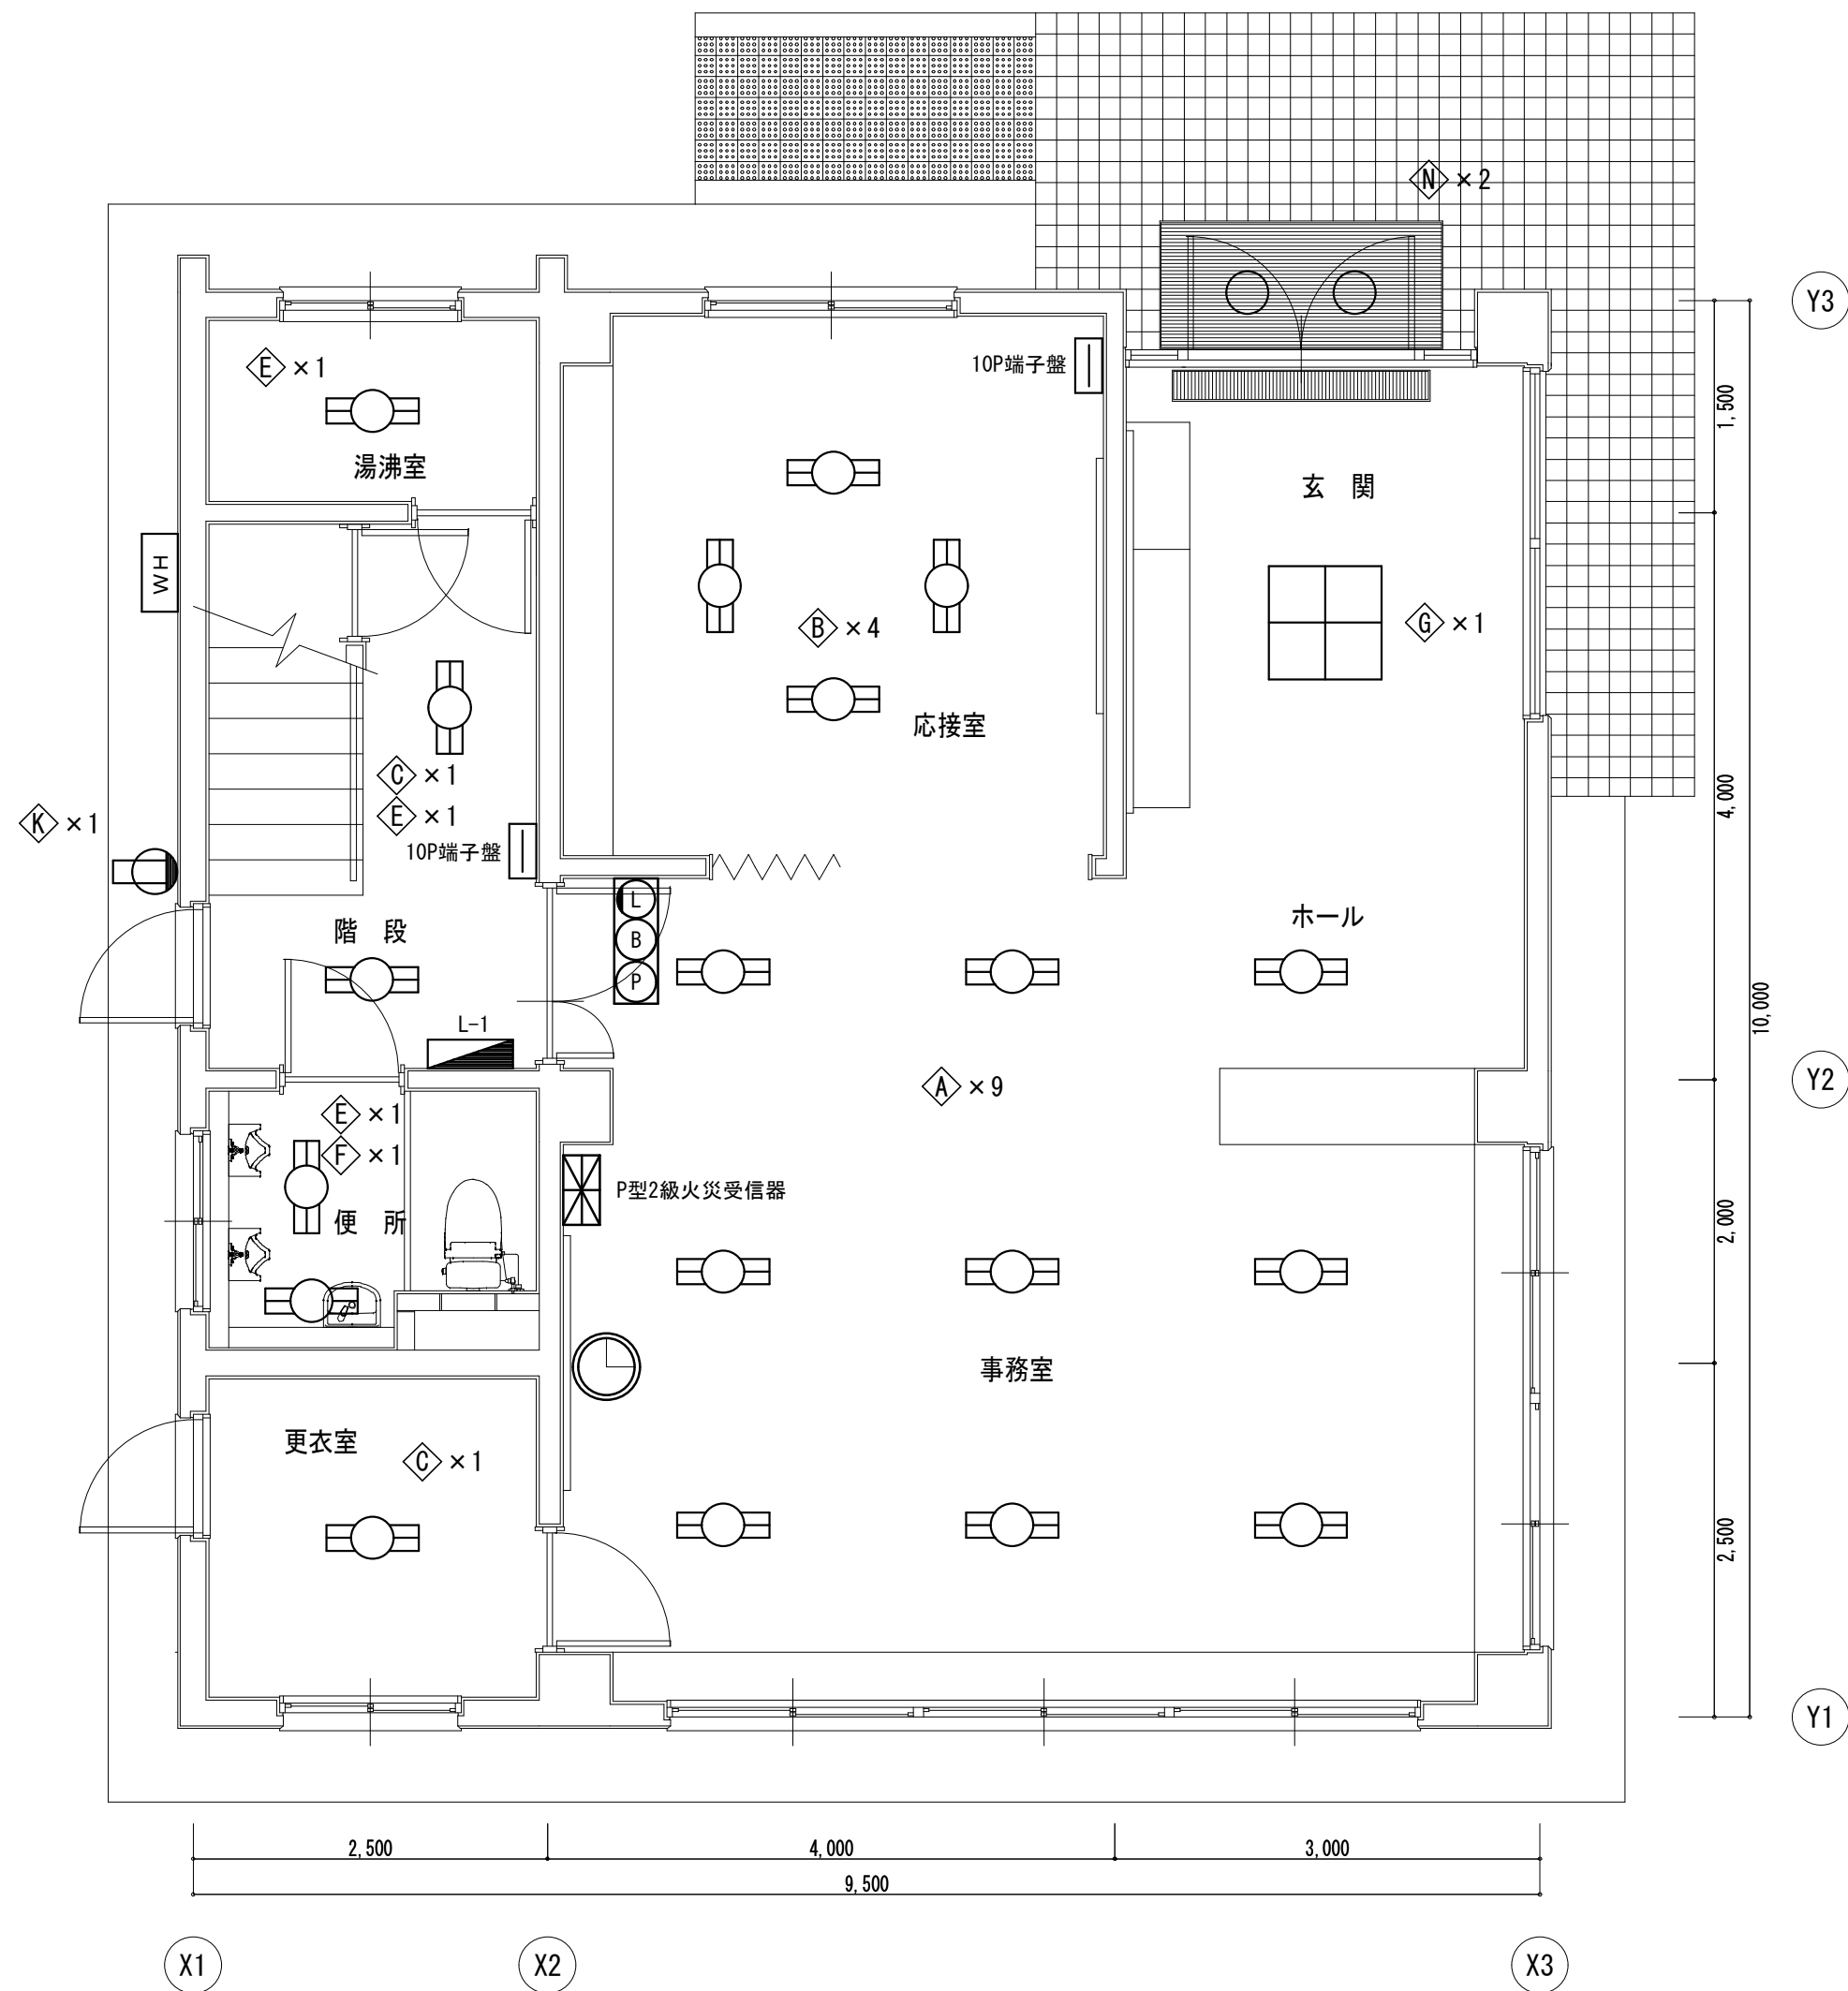 N ×2
Y3
E ×1
10P端子盤
湯沸室
玄 関
1,500
WH
B ×4
G ×1
応接室
C ×1
E ×1
K ×1
10P端子盤
4,000
L
B
P
階 段
ホール
10,000
L-1
A ×9
Y2
E ×1
F ×1
P型2級火災受信器
便 所
2,000
事務室
更衣室
C ×1
2,500
Y1
2,500
4,000
3,000
9,500
X1
X2
X3